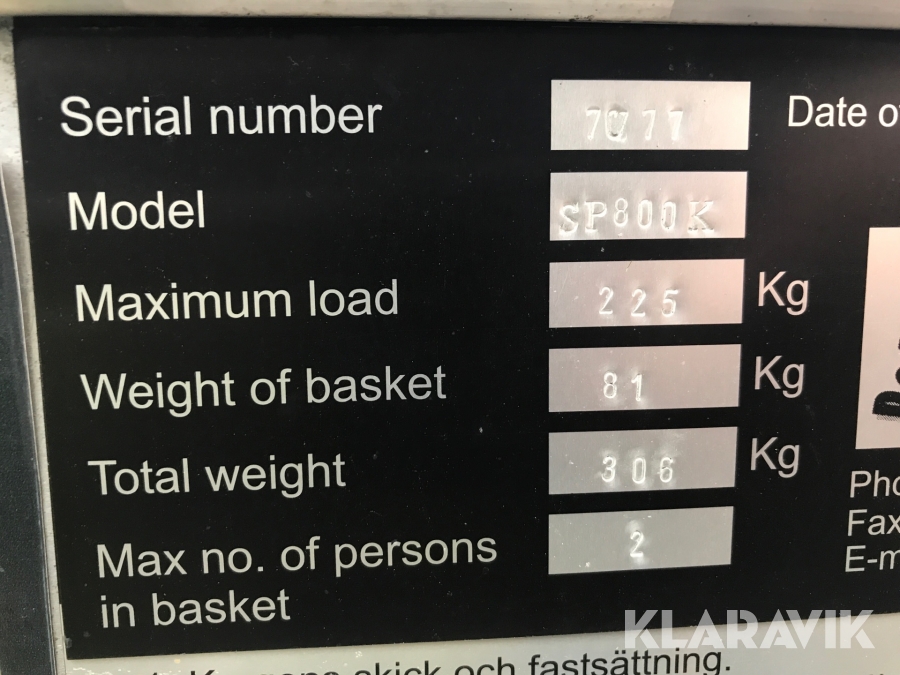 Serial number 7077 Date o
Model SP800K
Maximum load 225 Kg
Weight of basket 81 Kg
Total weight 306 Kg
Max no. of persons 2
in basket
Pho
Fax
E-m
KLARAVIK
skick och fastsättning.